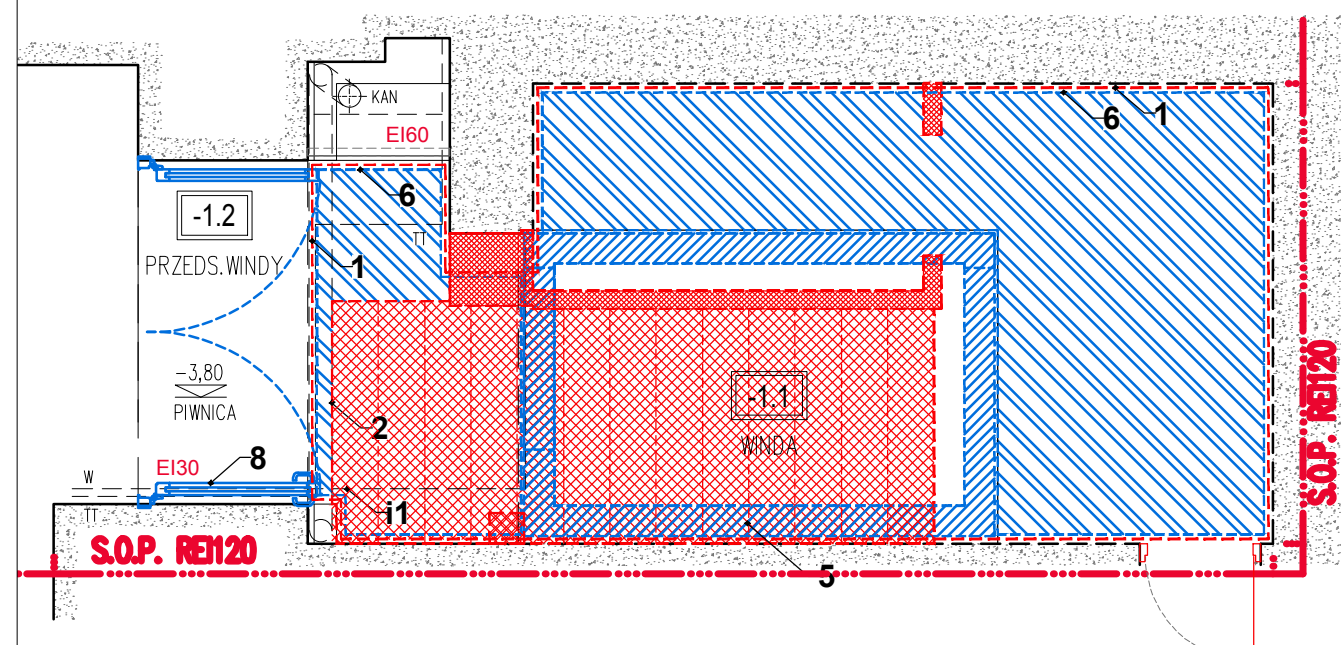 KAN
EI60
6
1
6
-1.2
TT
PRZEDS.WINDY
1
-3,80
PIWNICA
-1.1
WINDA
2
EI30
8
W
TT
i1
S.O.P. REI120
5
S.O.P. REI120